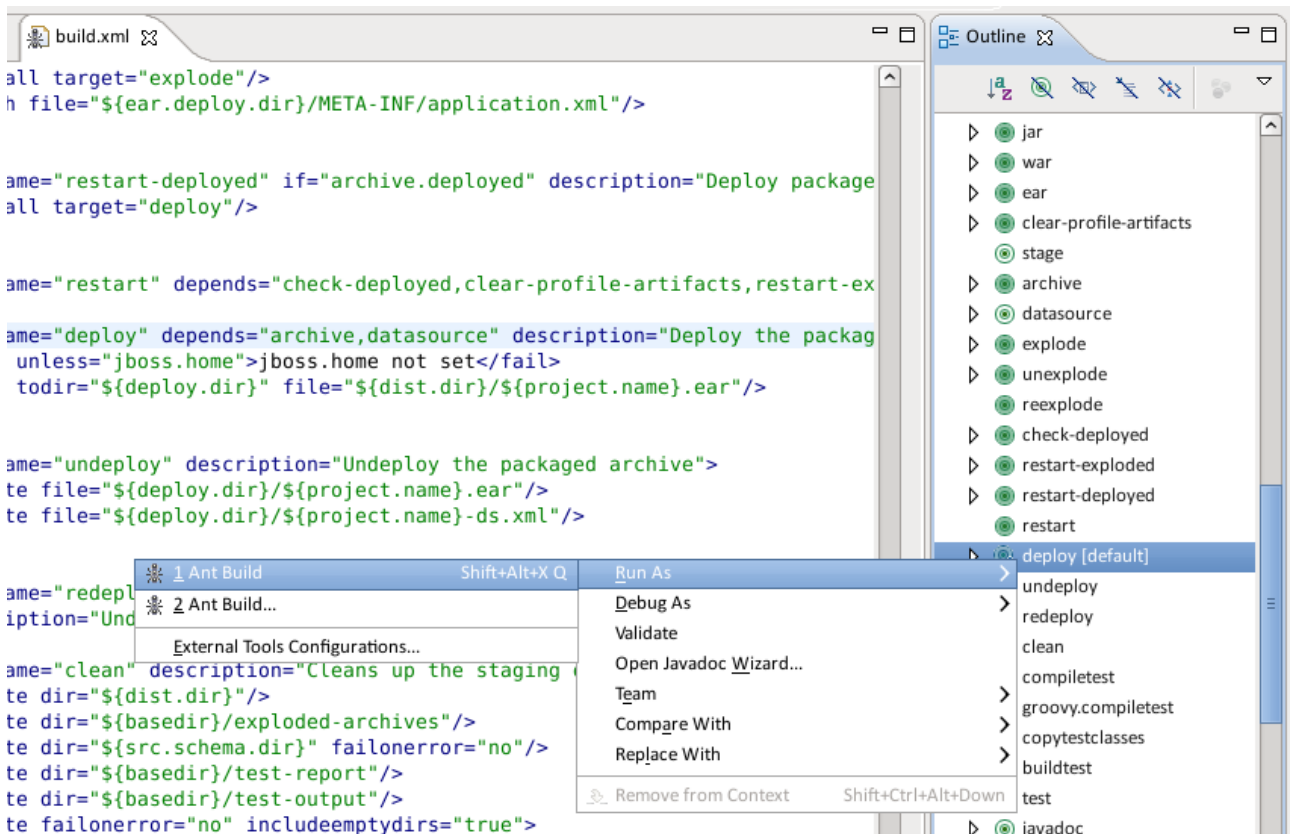 build.xml
all target="explode"/>
h file="${ear.deploy.dir}/META-INF/application.xml"/>
ame="restart-deployed" if="archive.deployed" description="Deploy package
all target="deploy"/>
ame="restart" depends="check-deployed,clear-profile-artifacts,restart-ex
ame="deploy" depends="archive,datasource" description="Deploy the packag
unless="jboss.home">jboss.home not set</fail>
todir="${deploy.dir}" file="${dist.dir}/${project.name}.ear"/>
ame="undeploy" description="Undeploy the packaged archive">
te file="${deploy.dir}/${project.name}.ear"/>
te file="${deploy.dir}/${project.name}-ds.xml"/>
ame="redepl
iption="Und
ame="clean" description="Cleans up the staging
te dir="${dist.dir}"/>
te dir="${basedir}/exploded-archives"/>
te dir="${src.schema.dir}" failonerror="no"/>
te dir="${basedir}/test-report"/>
te dir="${basedir}/test-output"/>
te failonerror="no" includeemptydirs="true">
1 Ant Build Shift+Alt+X Q
2 Ant Build...
External Tools Configurations...
Run As
Debug As
Validate
Open Javadoc Wizard...
Team
Compare With
Replace With
Remove from Context Shift+Ctrl+Alt+Down
Outline
jar
war
ear
clear-profile-artifacts
stage
archive
datasource
explode
unexplode
reexplode
check-deployed
restart-exploded
restart-deployed
restart
deploy [default]
undeploy
redeploy
clean
compiletest
groovy.compiletest
copytestclasses
buildtest
test
javadoc